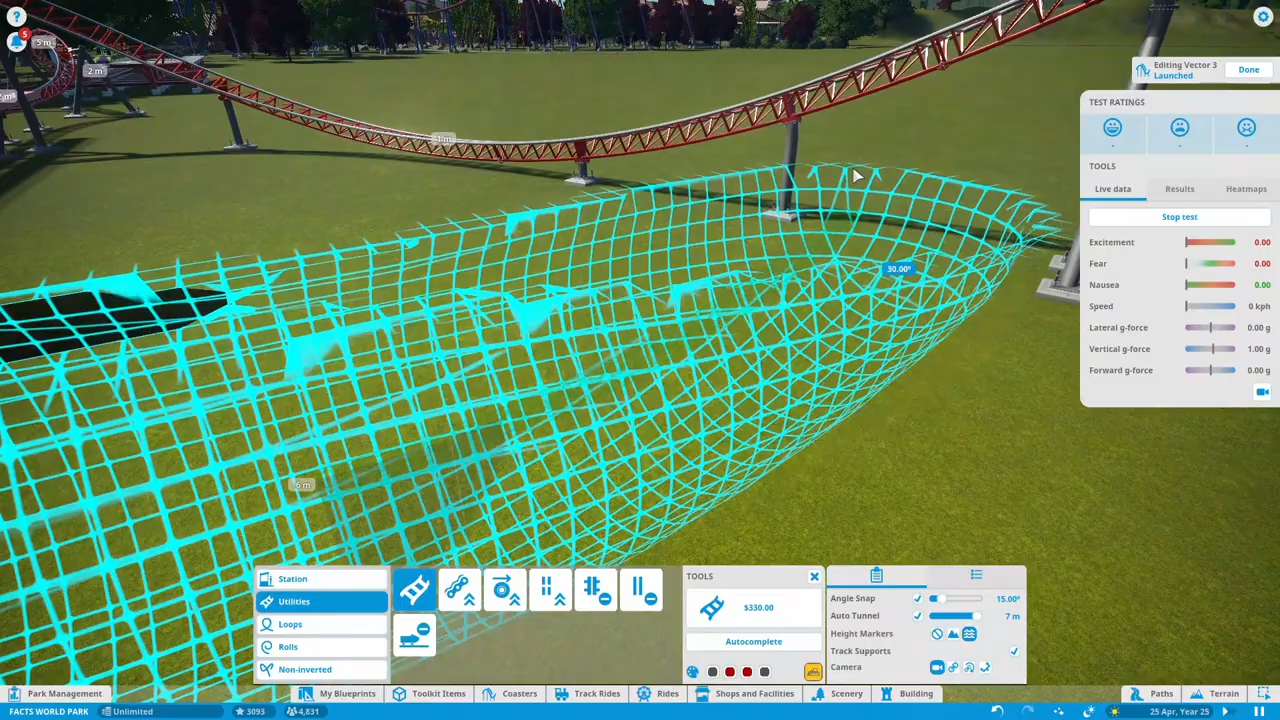 ?
5
5 m
2 m
1 m
Editing Vector 3
Launched
Done
TEST RATINGS
-
-
-
TOOLS
Live data
Results
Heatmaps
Stop test
Excitement
0.00
Fear
0.00
Nausea
0.00
Speed
0 kph
Lateral g-force
0.00 g
Vertical g-force
1.00 g
Forward g-force
0.00 g
30.00°
6 m
Station
Utilities
Loops
Rolls
Non-inverted
TOOLS
$330.00
Autocomplete
Angle Snap
15.00°
Auto Tunnel
7 m
Height Markers
Track Supports
Camera
Park Management
My Blueprints
Toolkit Items
Coasters
Track Rides
Rides
Shops and Facilities
Scenery
Building
Paths
Terrain
FACTS WORLD PARK
Unlimited
3093
4,831
25 Apr, Year 25